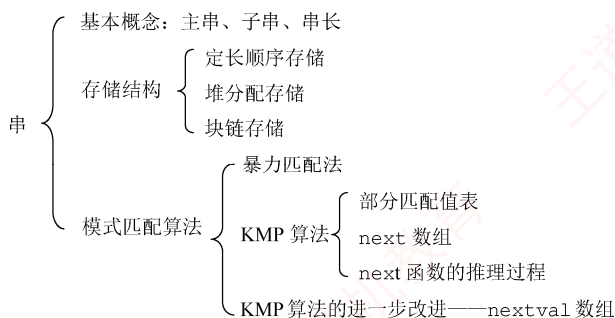 串
基本概念：主串、子串、串长
存储结构
定长顺序存储
堆分配存储
块链存储
模式匹配算法
暴力匹配法
KMP 算法
部分匹配值表
next 数组
next 函数的推理过程
KMP 算法的进一步改进——nextval 数组
王道